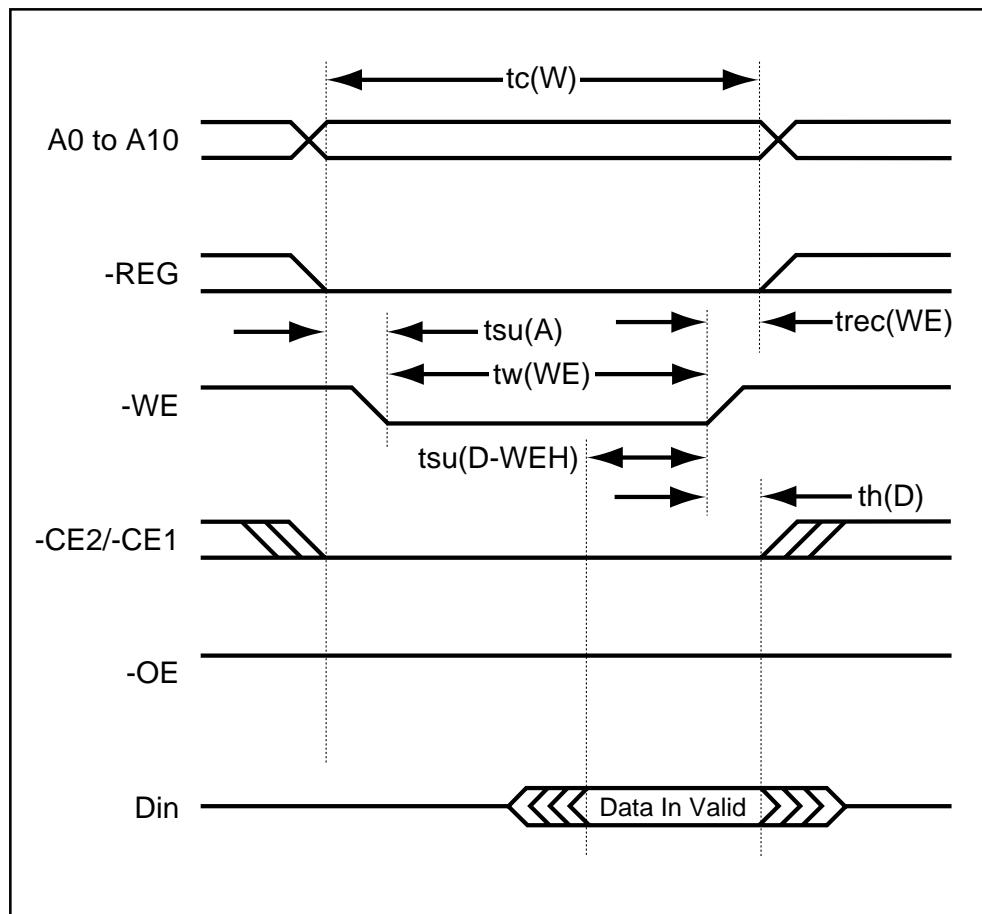 tc(W)
A0 to A10
-REG
tsu(A)
trec(WE)
tw(WE)
-WE
tsu(D-WEH)
th(D)
-CE2/-CE1
-OE
Din
Data In Valid